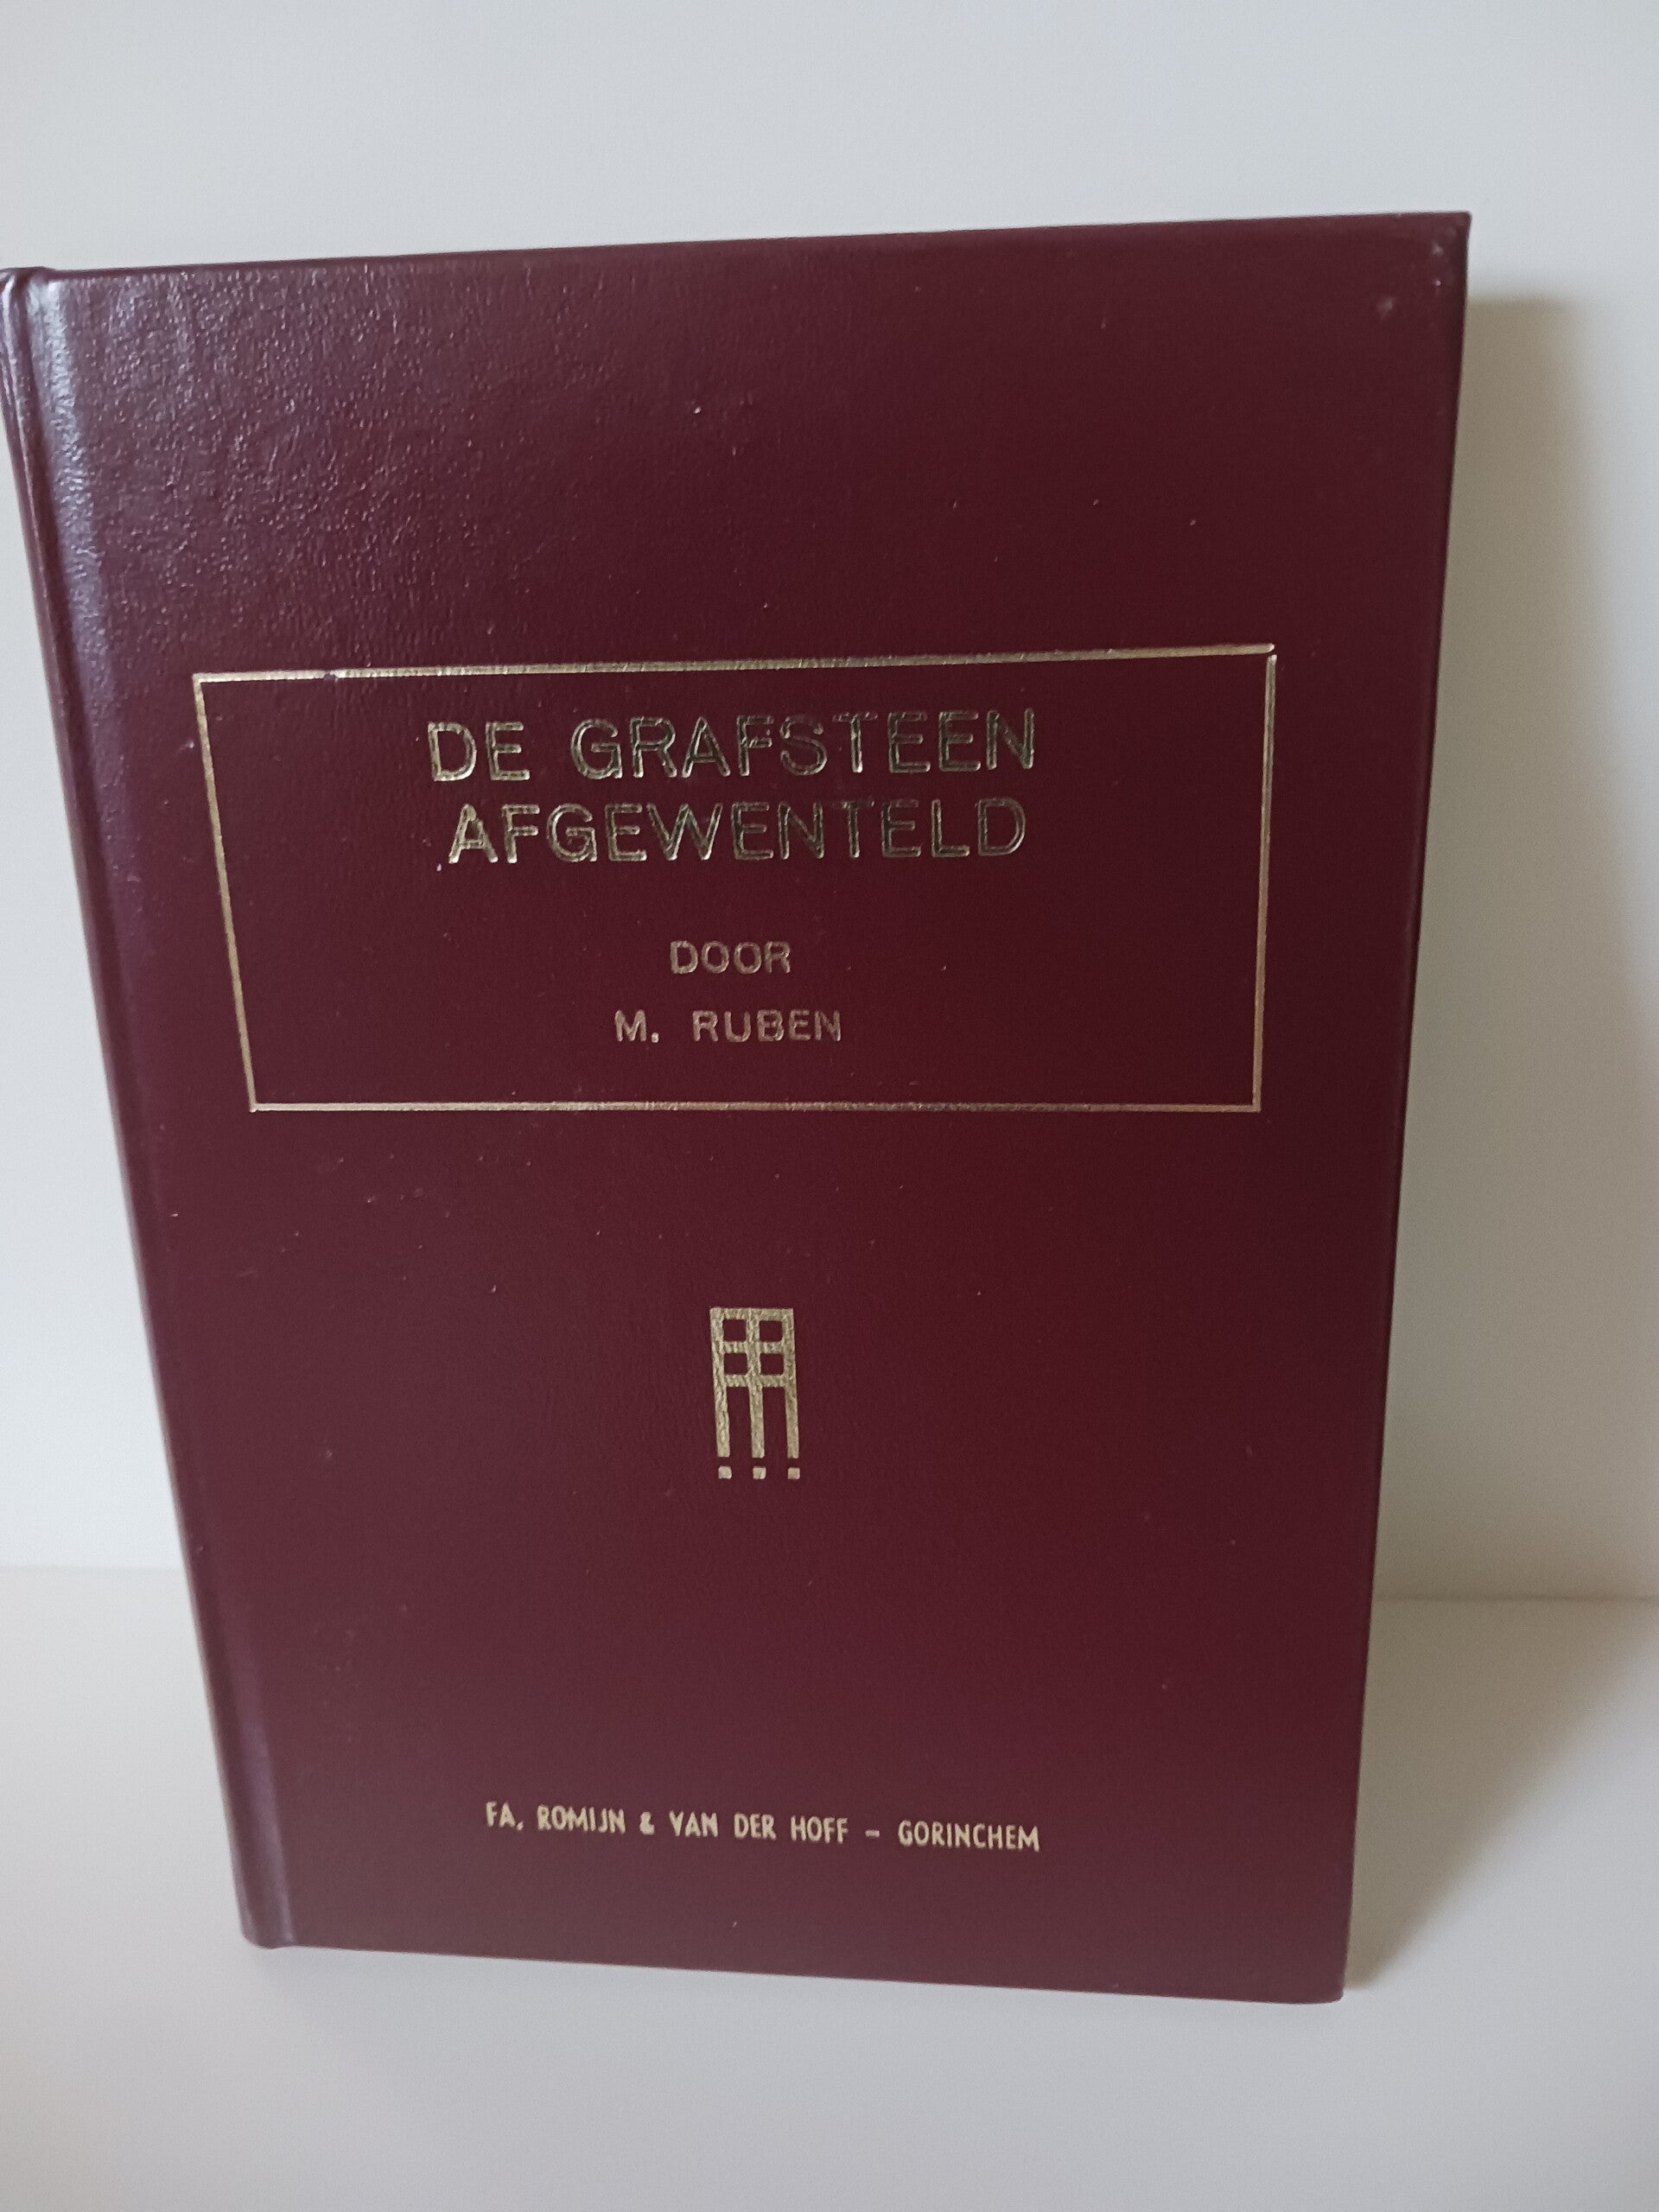 DE GRAFSTEEN
AFGEWENTELD
DOOR
M. RUBEN
FA. ROMIJN & VAN DER HOFF - GORINCHEM